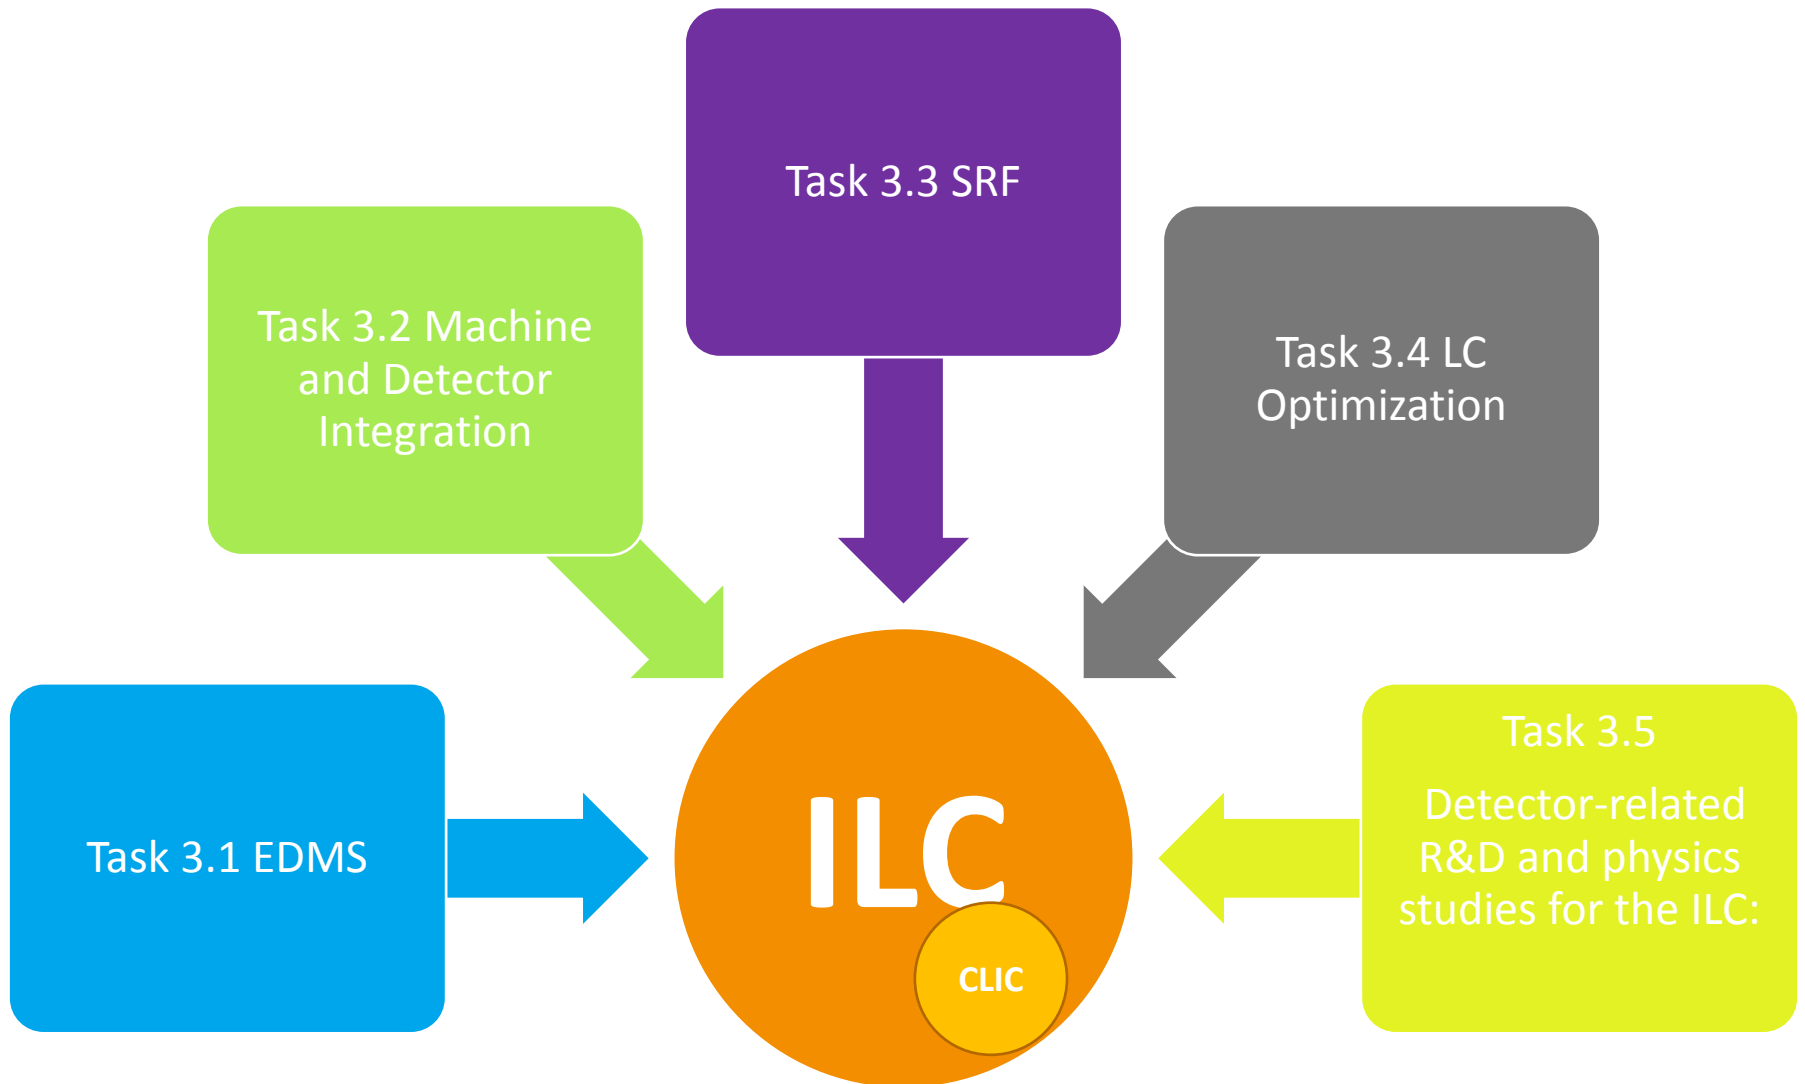 Task 3.3 SRF
Task 3.2 Machine
and Detector
Integration
Task 3.4 LC
Optimization
Task 3.1 EDMS
ILC
CLIC
Task 3.5
Detector-related
R&D and physics
studies for the ILC: